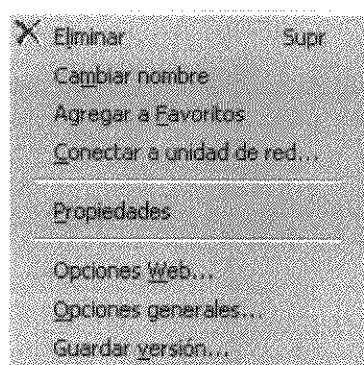 Eliminar Supr
Cambiar nombre
Agregar a Favoritos
Conectar a unidad de red...
Propiedades
Opciones Web...
Opciones generales...
Guardar versión...